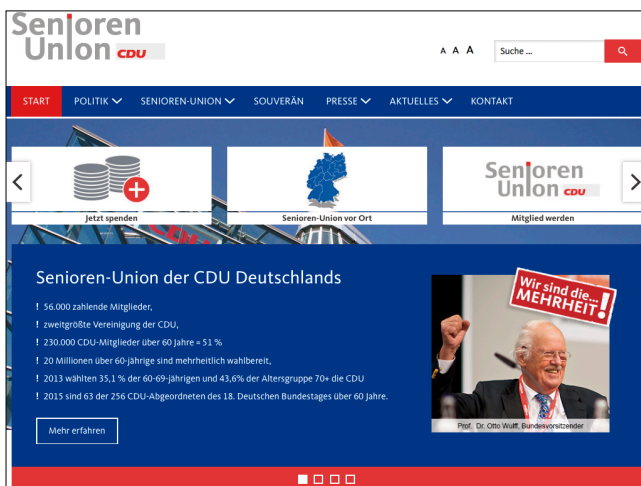 Senioren
Union CDU
A A A
Suche ...
START POLITIK SENIOREN-UNION SOUVERÄN PRESSE AKTUELLES KONTAKT
Senioren
Union CDU
Jetzt spenden
Senioren-Union vor Ort
Mitglied werden
CDU
Senioren-Union der CDU Deutschlands
! 56.000 zahlende Mitglieder,
! zweitgrößte Vereinigung der CDU,
! 230.000 CDU-Mitglieder über 60 Jahre = 51 %
! 20 Millionen über 60-jährige sind mehrheitlich wahlbereit,
! 2013 wählten 35,1 % der 60-69-jährigen und 43,6% der Altersgruppe 70+ die CDU
! 2015 sind 63 der 256 CDU-Abgeordneten des 18. Deutschen Bundestages über 60 Jahre.
Mehr erfahren
Wir sind die...
MEHRHEIT!
Prof. Dr. Otto Wulff, Bundesvorsitzender